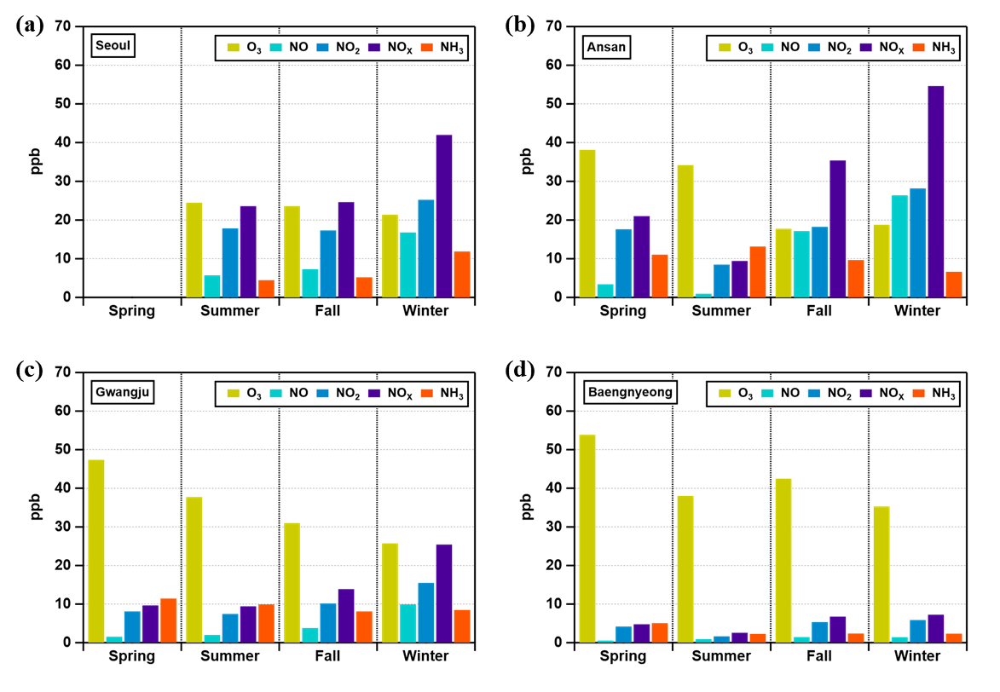 (a)
70
60
50
40
30
20
10
0
ppb
Seoul
O₃ NO NO₂ NOₓ NH₃
Spring Summer Fall Winter
(b)
70
60
50
40
30
20
10
0
ppb
Ansan
O₃ NO NO₂ NOₓ NH₃
Spring Summer Fall Winter
(c)
70
60
50
40
30
20
10
0
ppb
Gwangju
O₃ NO NO₂ NOₓ NH₃
Spring Summer Fall Winter
(d)
70
60
50
40
30
20
10
0
ppb
Baengnyeong
O₃ NO NO₂ NOₓ NH₃
Spring Summer Fall Winter